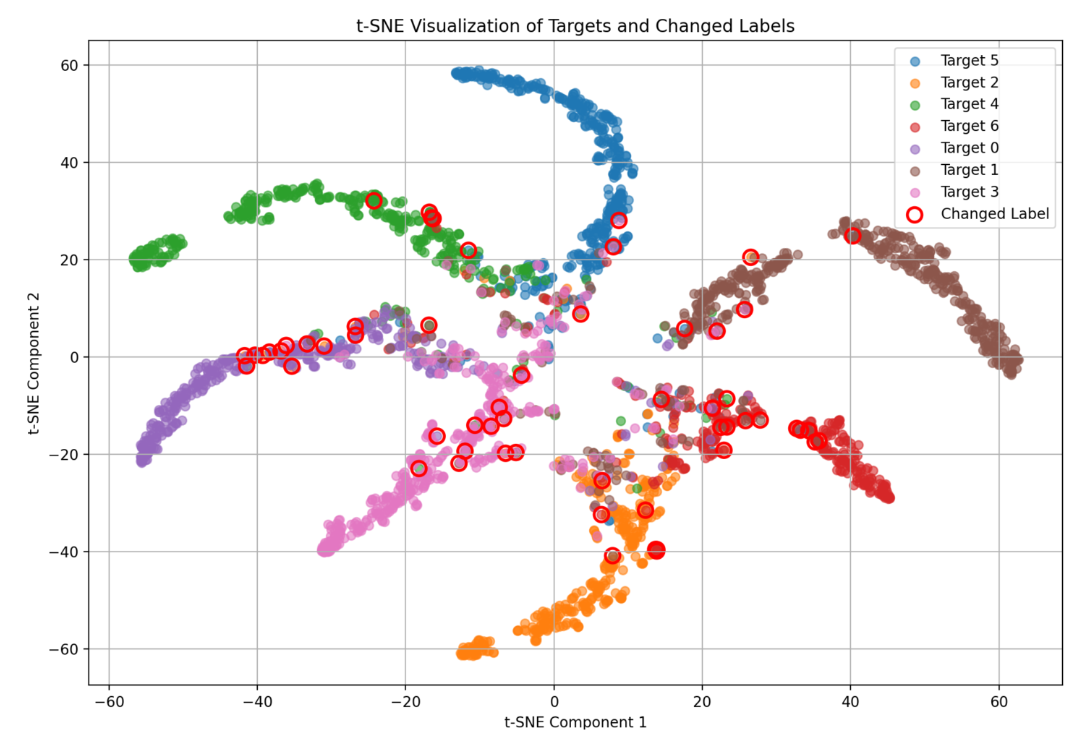 t-SNE Visualization of Targets and Changed Labels
Target 5
Target 2
Target 4
Target 6
Target 0
Target 1
Target 3
Changed Label
60
40
20
0
−20
−40
−60
t-SNE Component 2
−60
−40
−20
0
20
40
60
t-SNE Component 1